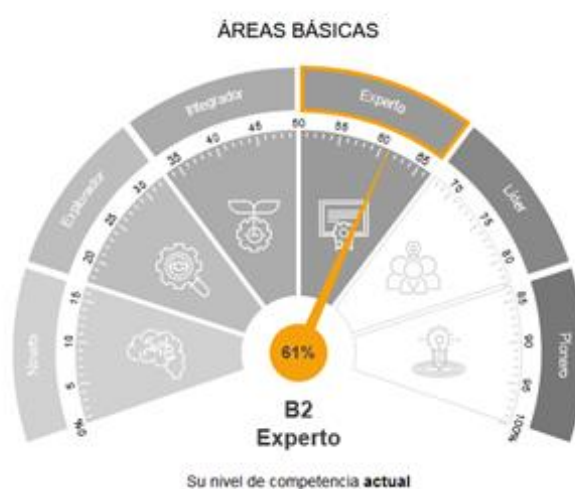 ÁREAS BÁSICAS
Novato
Explorador
Integrador
Experto
Líder
Pionero
0%
5
10
15
20
25
30
35
40
45
50
55
60
65
70
75
80
85
90
95
100%
61%
B2
Experto
Su nivel de competencia actual